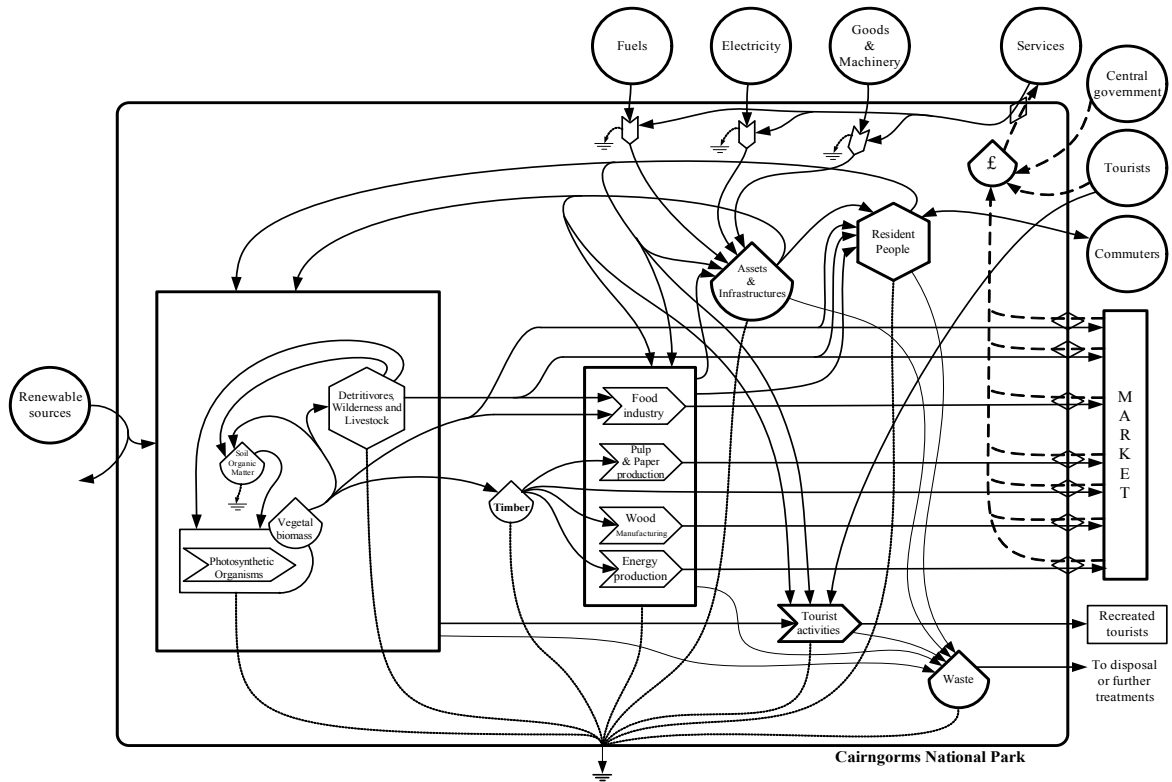 Fuels
Electricity
Goods
&
Machinery
Services
Central
government
£
Tourists
Resident
People
Commuters
Assets
&
Infrastructures
Renewable
sources
Detritivores,
Wilderness and
Livestock
Soil
Organic
Matter
Vegetal
biomass
Photosynthetic
Organisms
Timber
Food
industry
Pulp
& Paper
production
Wood
Manufacturing
Energy
production
M
A
R
K
E
T
Tourist
activities
Recreated
tourists
Waste
To disposal
or further
treatments
Cairngorms National Park